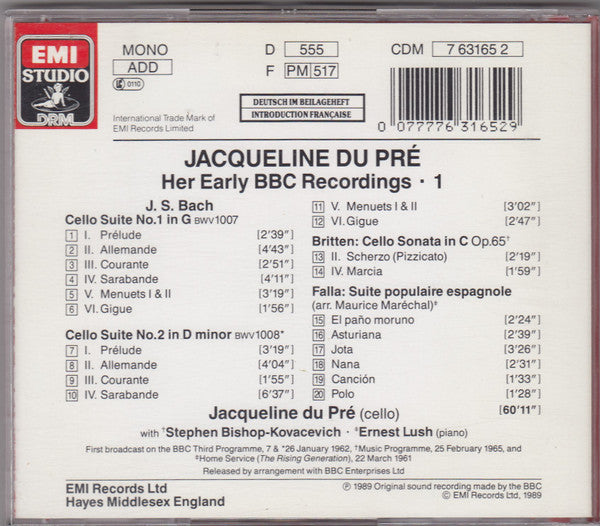 EMI
STUDIO
DRM
MONO
ADD
0110
D 555
F PM 517
CDM 7 63165 2
International Trade Mark of
EMI Records Limited
DEUTSCH IM BEILAGEHEFT
INTRODUCTION FRANÇAISE
0 077776 316529
JACQUELINE DU PRÉ
Her Early BBC Recordings · 1
J. S. Bach
Cello Suite No.1 in G BWV1007
1 I. Prélude [2'39"]
2 II. Allemande [4'43"]
3 III. Courante [2'51"]
4 IV. Sarabande [4'11"]
5 V. Menuets I & II [3'19"]
6 VI. Gigue [1'56"]
Cello Suite No.2 in D minor BWV1008*
7 I. Prélude [3'19"]
8 II. Allemande [4'04"]
9 III. Courante [1'55"]
10 IV. Sarabande [6'37"]
11 V. Menuets I & II [3'02"]
12 VI. Gigue [2'47"]
Britten: Cello Sonata in C Op.65†
13 II. Scherzo (Pizzicato) [2'19"]
14 IV. Marcia [1'59"]
Falla: Suite populaire espagnole
(arr. Maurice Maréchal)‡
15 El paño moruno [2'24"]
16 Asturiana [2'39"]
17 Jota [3'26"]
18 Nana [2'31"]
19 Canción [1'33"]
20 Polo [1'28"]
[60'11"]
Jacqueline du Pré (cello)
with †Stephen Bishop-Kovacevich · ‡Ernest Lush (piano)
First broadcast on the BBC Third Programme, 7 & *26 January 1962, †Music Programme, 25 February 1965, and
‡Home Service (The Rising Generation), 22 March 1961
Released by arrangement with BBC Enterprises Ltd
EMI Records Ltd
Hayes Middlesex England
℗ 1989 Original sound recording made by the BBC
© EMI Records Ltd, 1989